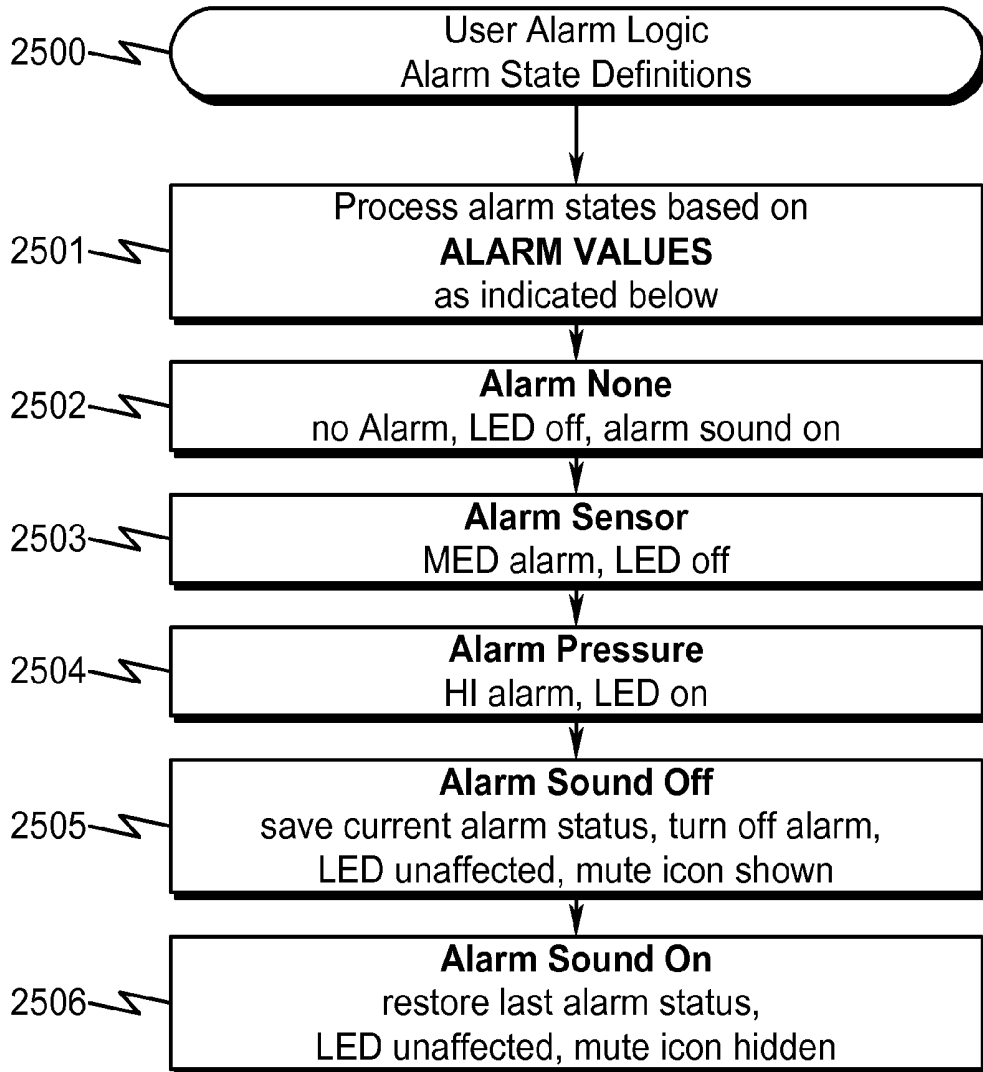 2500
User Alarm Logic
Alarm State Definitions
2501
Process alarm states based on
ALARM VALUES
as indicated below
2502
Alarm None
no Alarm, LED off, alarm sound on
2503
Alarm Sensor
MED alarm, LED off
2504
Alarm Pressure
HI alarm, LED on
2505
Alarm Sound Off
save current alarm status, turn off alarm,
LED unaffected, mute icon shown
2506
Alarm Sound On
restore last alarm status,
LED unaffected, mute icon hidden